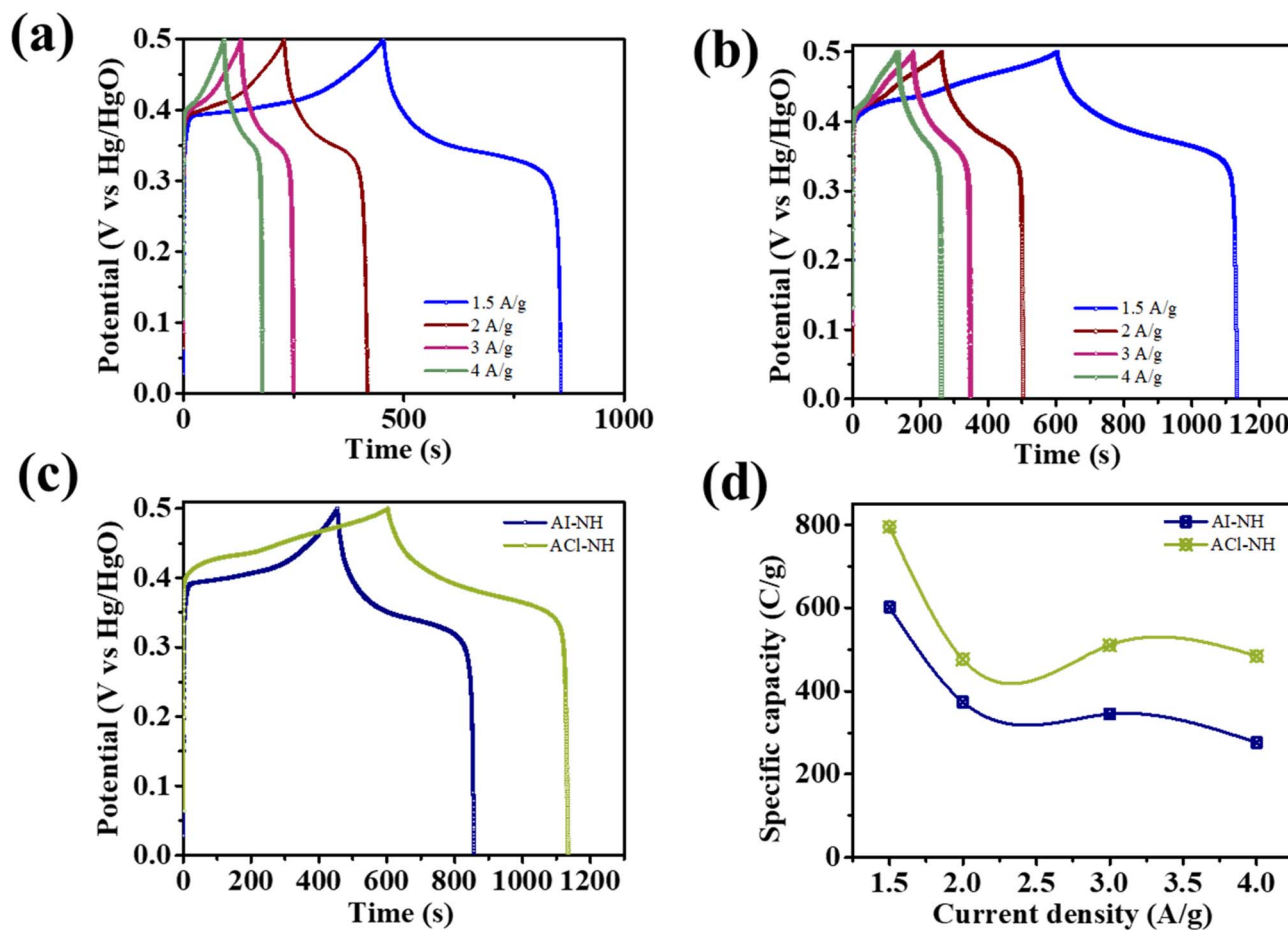 (a)
Potential (V vs Hg/HgO)
0.5
0.4
0.3
0.2
0.1
0.0
1.5 A/g
2 A/g
3 A/g
4 A/g
0 500 1000
Time (s)
(b)
Potential (V vs Hg/HgO)
0.5
0.4
0.3
0.2
0.1
0.0
1.5 A/g
2 A/g
3 A/g
4 A/g
0 200 400 600 800 1000 1200
Time (s)
(c)
Potential (V vs Hg/HgO)
0.5
0.4
0.3
0.2
0.1
0.0
AI-NH
ACl-NH
0 200 400 600 800 1000 1200
Time (s)
(d)
Specific capacity (C/g)
800
600
400
200
0
AI-NH
ACl-NH
1.5 2.0 2.5 3.0 3.5 4.0
Current density (A/g)